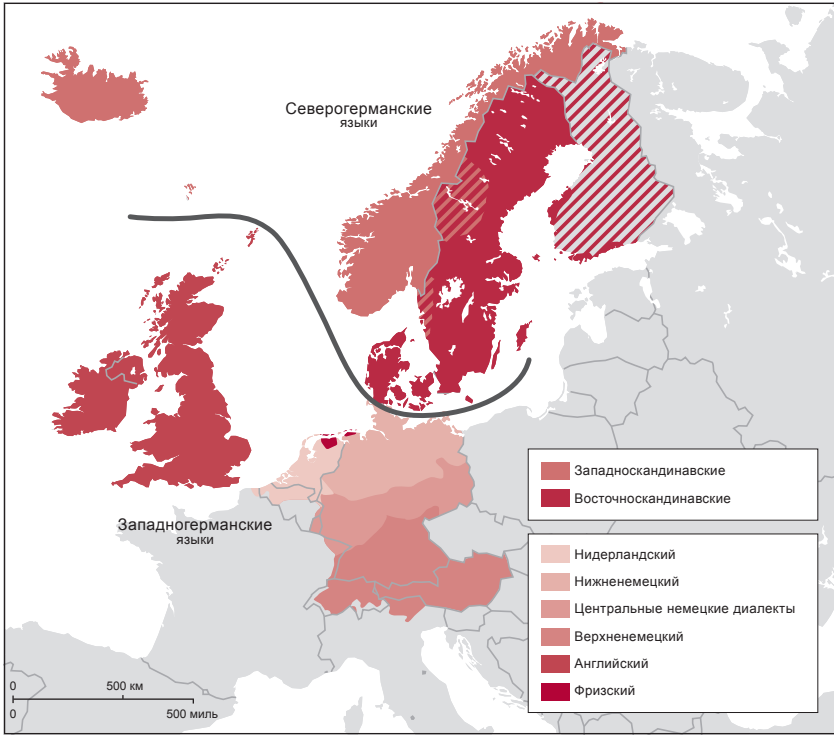 Северогерманские
языки
Западногерманские
языки
Западноскандинавские
Восточноскандинавские
Нидерландский
Нижненемецкий
Центральные немецкие диалекты
Верхненемецкий
Английский
Фризский
0 500 км
0 500 миль